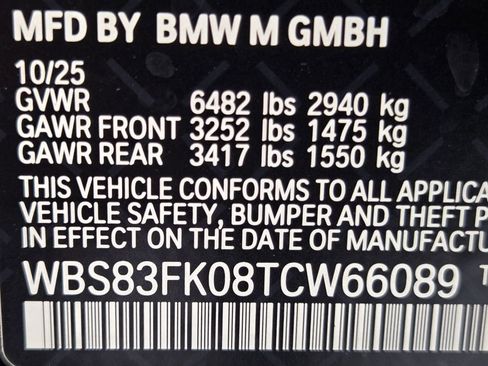 MFD BY BMW M GMBH
10/25
GVWR 6482 lbs 2940 kg
GAWR FRONT 3252 lbs 1475 kg
GAWR REAR 3417 lbs 1550 kg
THIS VEHICLE CONFORMS TO ALL APPLICA
VEHICLE SAFETY, BUMPER AND THEFT P
IN EFFECT ON THE DATE OF MANUFACTU
WBS83FK08TCW66089 T